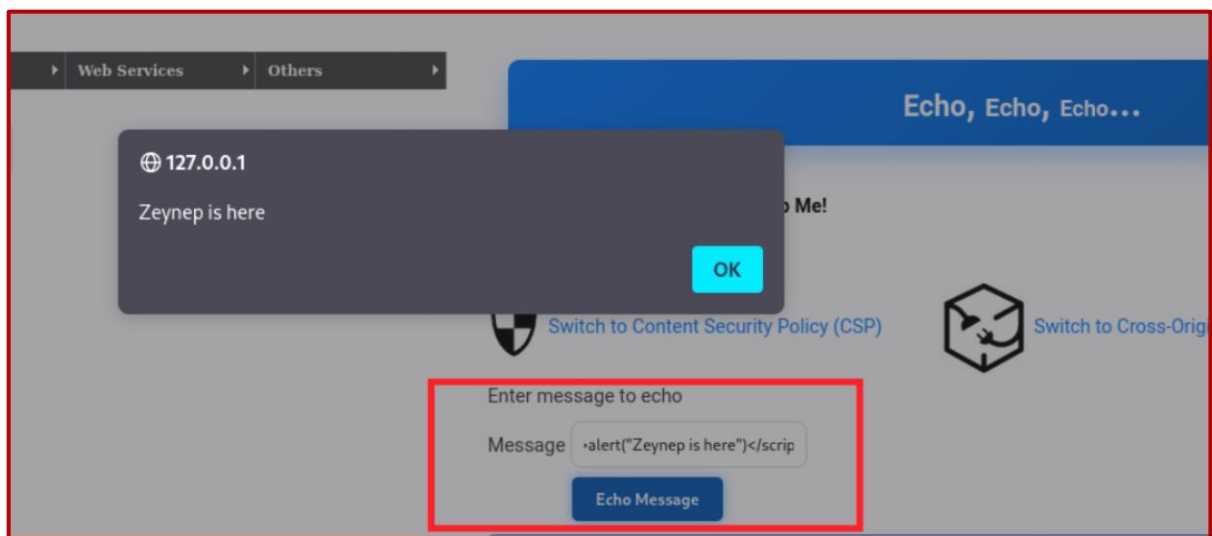 Web Services
Others
Echo, Echo, Echo...
127.0.0.1
Zeynep is here
Me!
OK
Switch to Content Security Policy (CSP)
Switch to Cross-Origi
Enter message to echo
Message
alert("Zeynep is here")</scrip
Echo Message